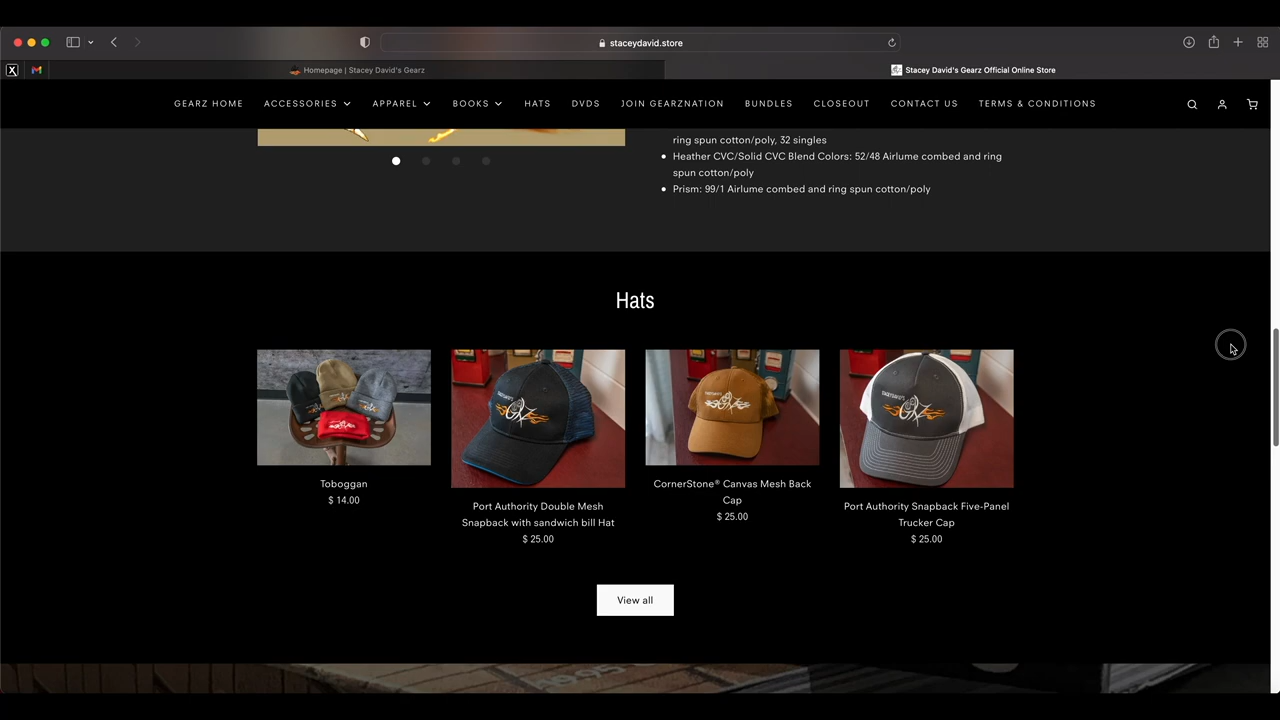 staceydavid.store
Homepage | Stacey David's Gearz
Stacey David's Gearz Official Online Store
GEARZ HOME ACCESSORIES APPAREL BOOKS HATS DVDS JOIN GEARZNATION BUNDLES CLOSEOUT CONTACT US TERMS & CONDITIONS
ring spun cotton/poly, 32 singles
Heather CVC/Solid CVC Blend Colors: 52/48 Airlume combed and ring
spun cotton/poly
Prism: 99/1 Airlume combed and ring spun cotton/poly
Hats
Toboggan
$ 14.00
Port Authority Double Mesh
Snapback with sandwich bill Hat
$ 25.00
CornerStone® Canvas Mesh Back
Cap
$ 25.00
Port Authority Snapback Five-Panel
Trucker Cap
$ 25.00
View all